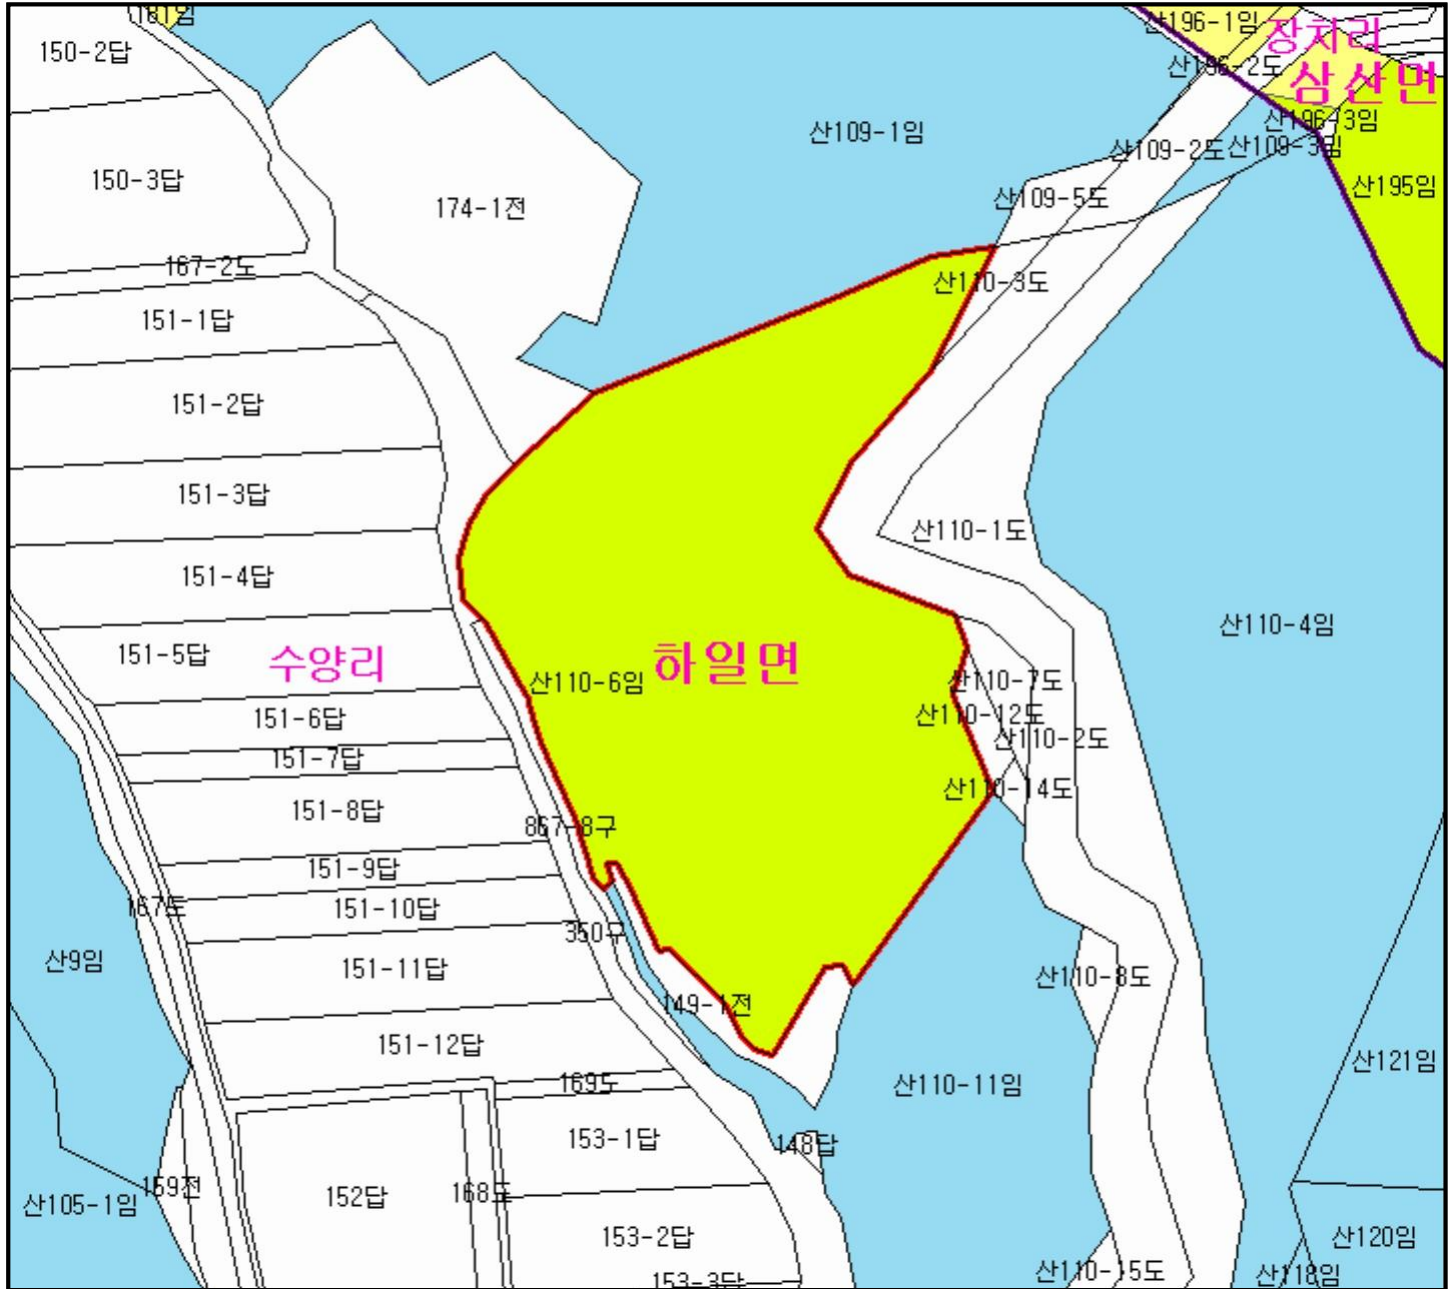 181임
산196-1임
장치리
150-2답
산196-2도
삼산면
산196-3임
산109-1임
산109-2도
산109-3임
150-3답
산195임
산109-5도
174-1전
167-2도
산110-3도
151-1답
151-2답
151-3답
산110-1도
151-4답
산110-4임
151-5답
수양리
하일면
산110-6임
산110-7도
151-6답
산110-12도
산110-2도
151-7답
산110-14도
151-8답
867-8구
151-9답
167도
151-10답
350구
산9임
151-11답
산110-8도
149-1전
151-12답
산121임
169도
산110-11임
153-1답
148답
159전
산105-1임
152답
168도
153-2답
산120임
산110-15도
산118임
153-3답